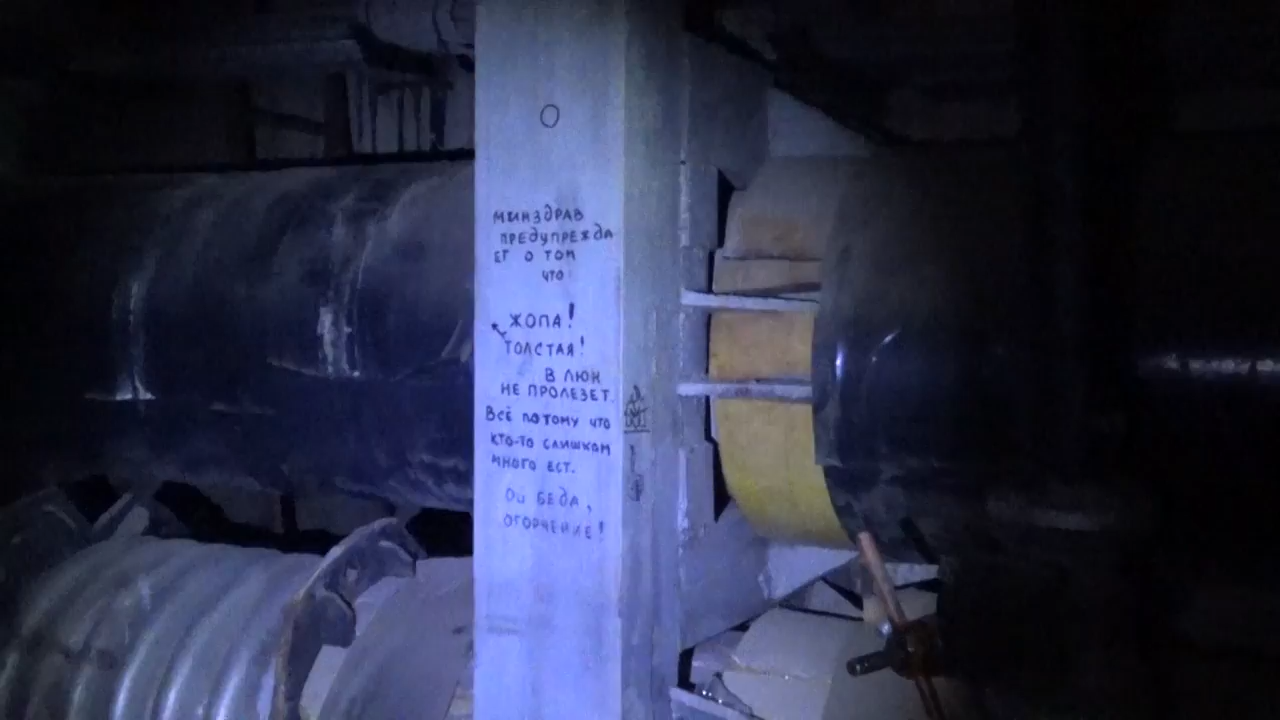 О
МИНЗДРАВ
ПРЕДУПРЕЖДА
ЕТ О ТОМ
ЧТО
ЖОПА!
ТОЛСТАЯ!
В ЛЮК
НЕ ПРОЛЕЗЕТ.
Всё потому что
кто-то слишком
много ест.
Ой БЕДА,
ОГОРЧЕНИЕ!